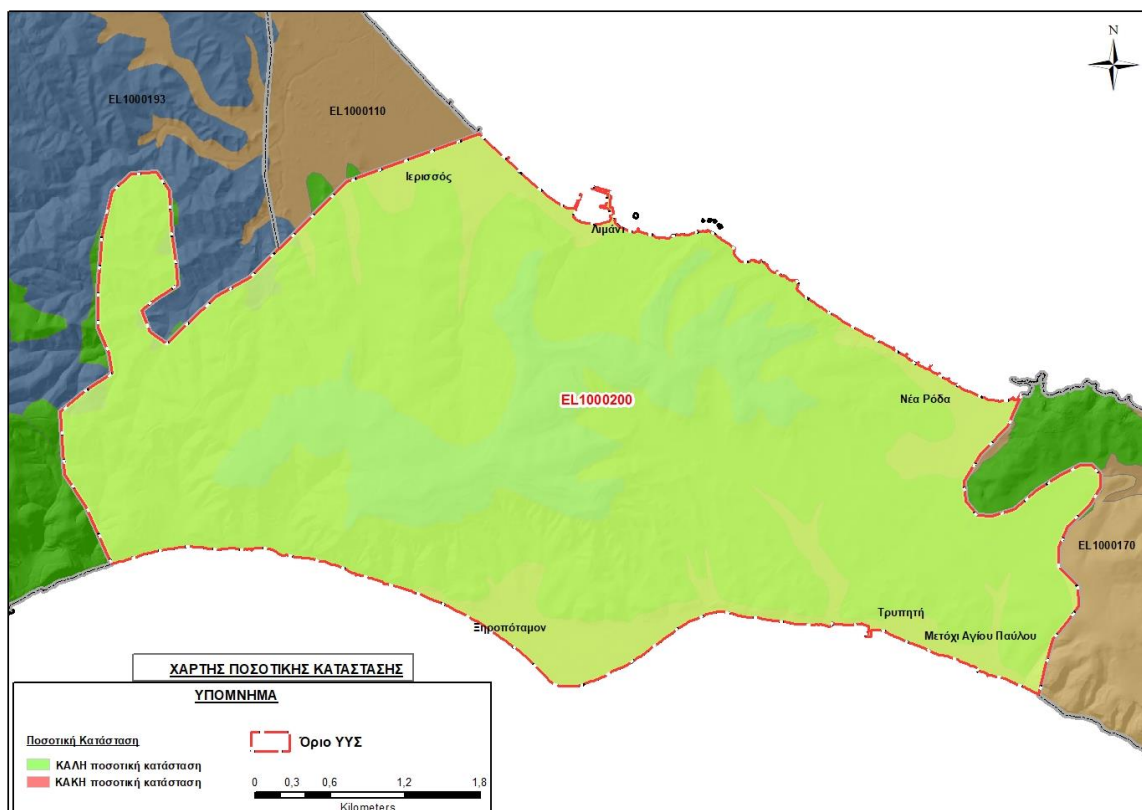 N
EL1000193
EL1000110
Ιερισσός
Λιμάνι
EL1000200
Νέα Ρόδα
EL1000170
Τρυπητή
Ξηροπόταμον
Μετόχι Αγίου Παύλου
ΧΑΡΤΗΣ ΠΟΣΟΤΙΚΗΣ ΚΑΤΑΣΤΑΣΗΣ
ΥΠΟΜΝΗΜΑ
Ποσοτική Κατάσταση
Όριο ΥΥΣ
ΚΑΛΗ ποσοτική κατάσταση
ΚΑΚΗ ποσοτική κατάσταση
0 0,3 0,6 1,2 1,8
Kilometers